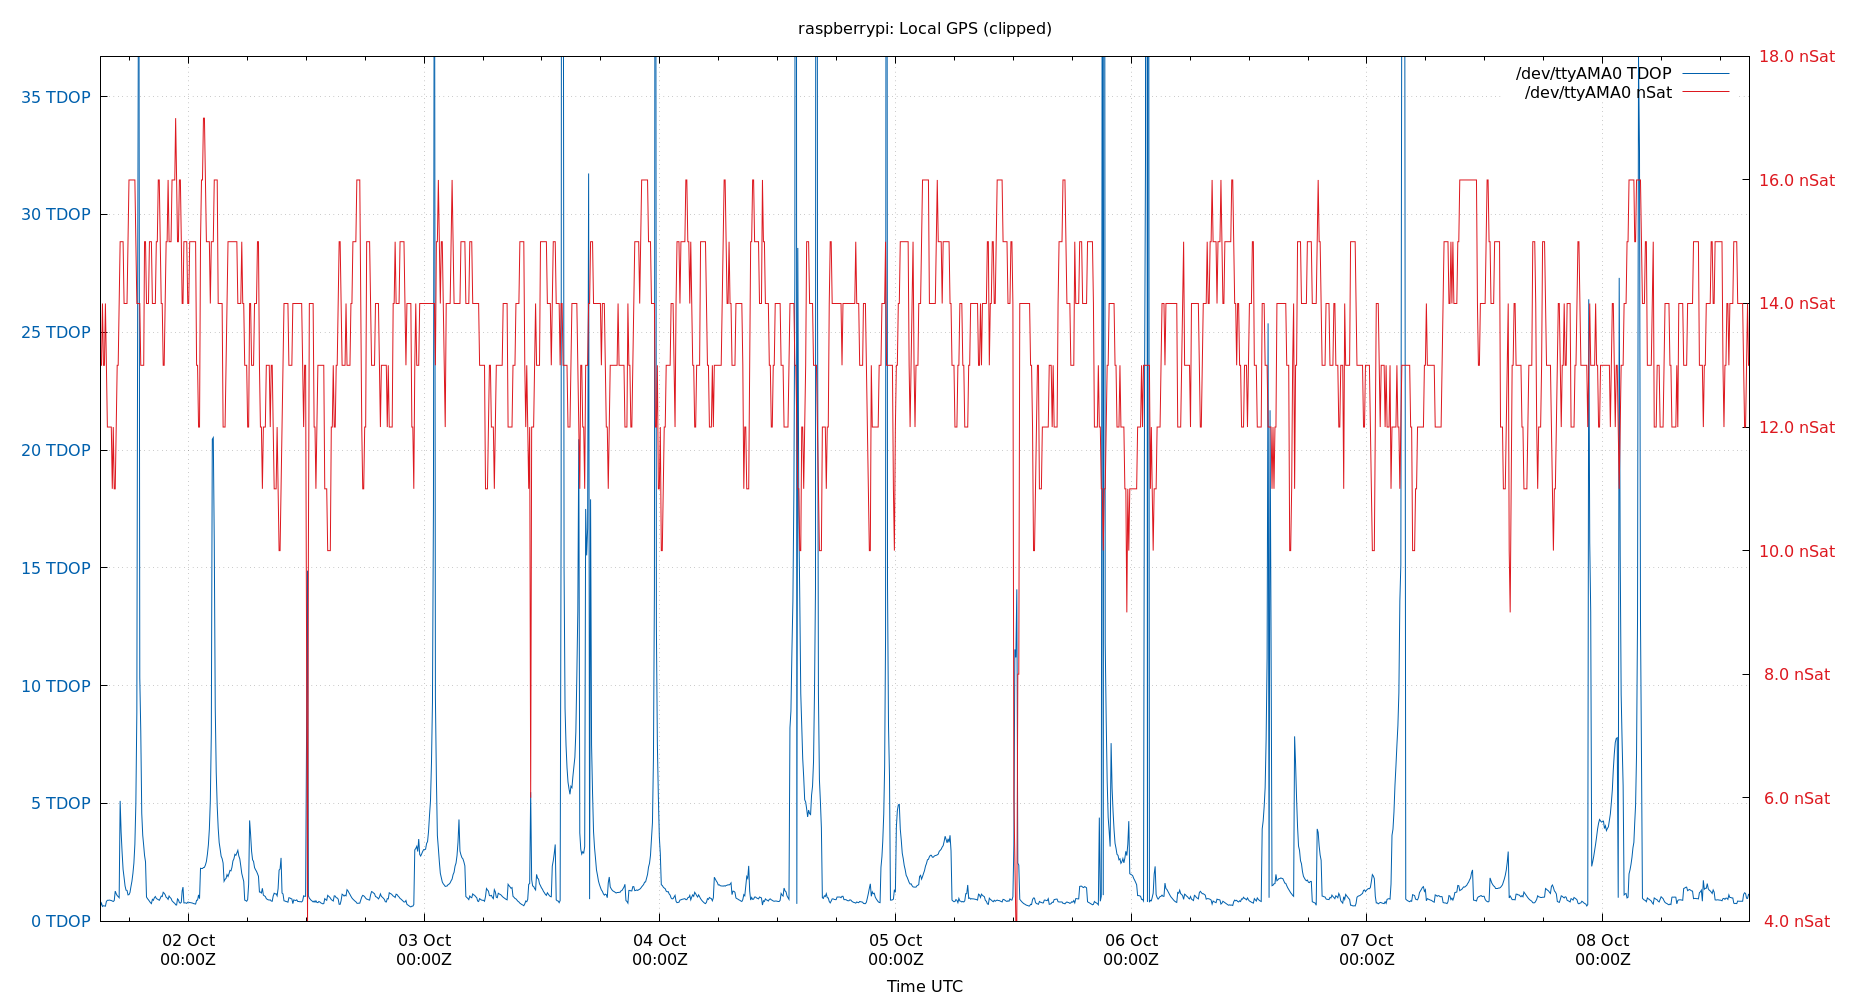 raspberrypi: Local GPS (clipped)
18.0 nSat
/dev/ttyAMA0 TDOP
/dev/ttyAMA0 nSat
35 TDOP
16.0 nSat
30 TDOP
14.0 nSat
25 TDOP
12.0 nSat
20 TDOP
10.0 nSat
15 TDOP
10 TDOP
8.0 nSat
5 TDOP
6.0 nSat
0 TDOP
4.0 nSat
02 Oct 03 Oct 04 Oct 05 Oct 06 Oct 07 Oct 08 Oct
00:00Z 00:00Z 00:00Z 00:00Z 00:00Z 00:00Z 00:00Z
Time UTC